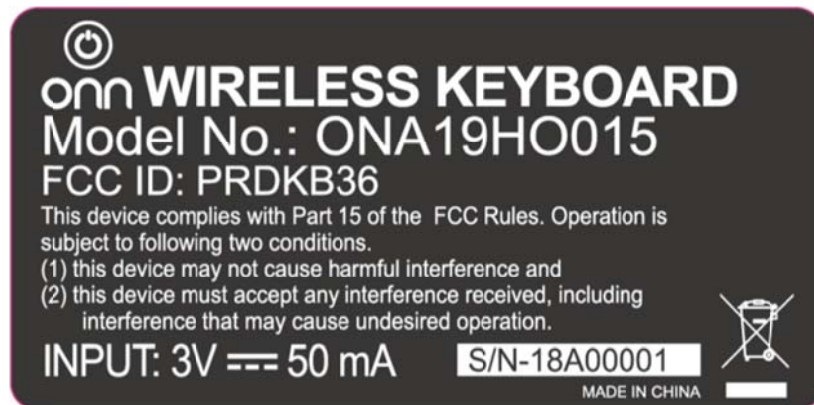 onn WIRELESS KEYBOARD
Model No.: ONA19HO015
FCC ID: PRDKB36
This device complies with Part 15 of the  FCC Rules. Operation is
subject to following two conditions.
(1) this device may not cause harmful interference and
(2) this device must accept any interference received, including
interference that may cause undesired operation.
INPUT: 3V 50 mA
S/N-18A00001
MADE IN CHINA